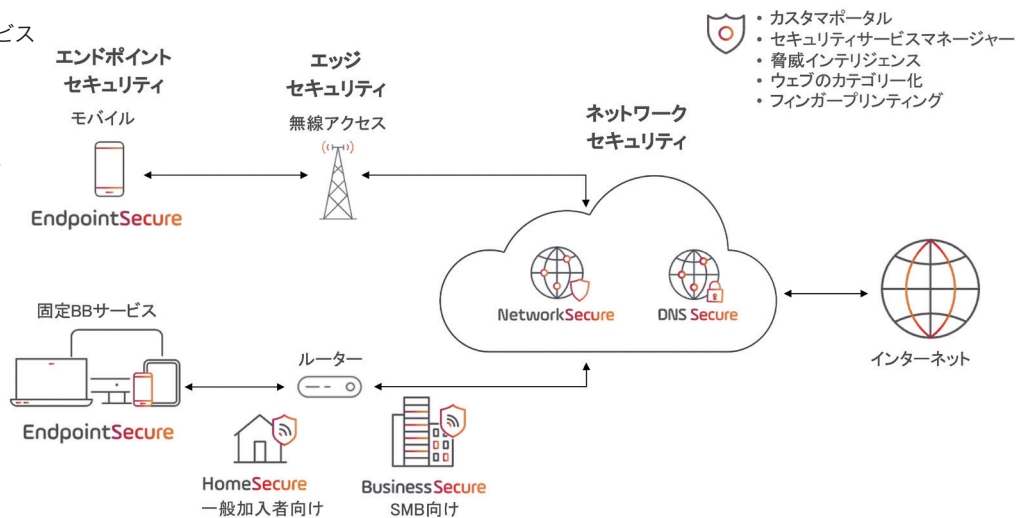 ビス
エンドポイント
セキュリティ
モバイル
EndpointSecure
エッジ
セキュリティ
無線アクセス
ネットワーク
セキュリティ
・カスタマポータル
・セキュリティサービスマネージャー
・脅威インテリジェンス
・ウェブのカテゴリー化
・フィンガープリンティング
NetworkSecure
DNS Secure
インターネット
固定BBサービス
EndpointSecure
ルーター
HomeSecure
一般加入者向け
BusinessSecure
SMB向け